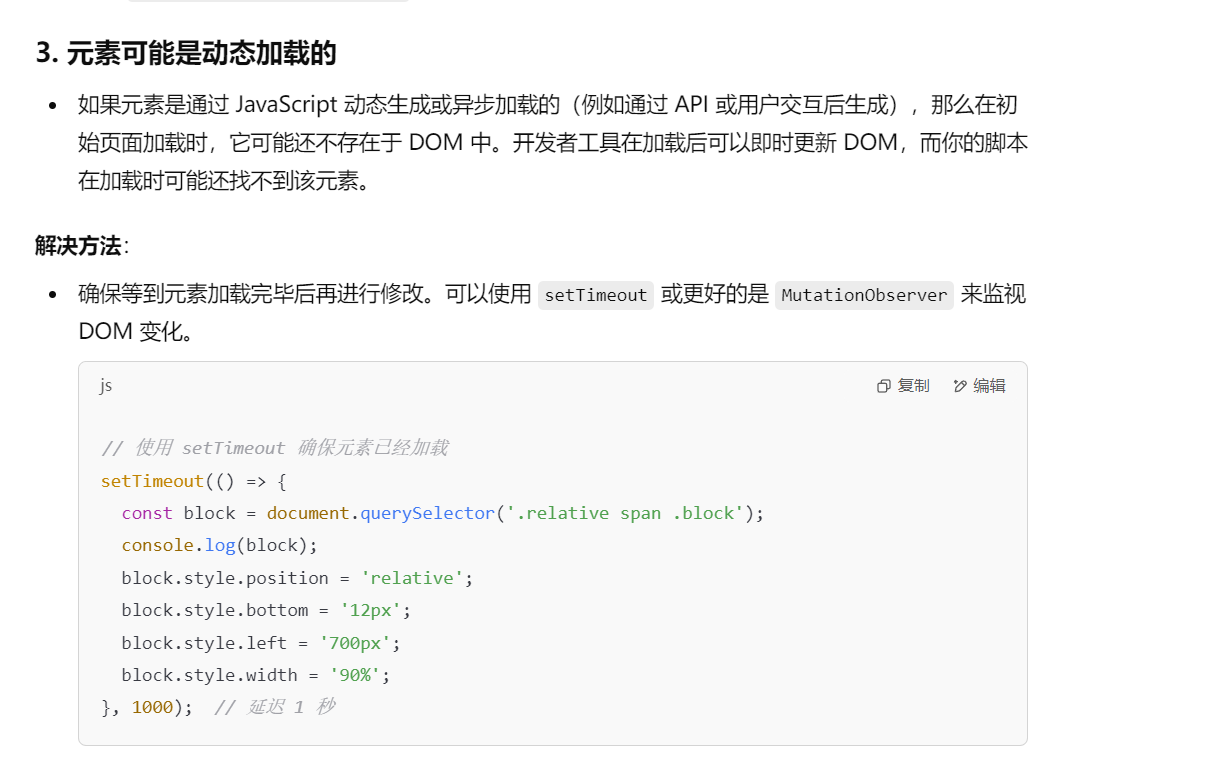 3. 元素可能是动态加载的
• 如果元素是通过 JavaScript 动态生成或异步加载的（例如通过 API 或用户交互后生成），那么在初
始页面加载时，它可能还不存在于 DOM 中。开发者工具在加载后可以即时更新 DOM，而你的脚本
在加载时可能还找不到该元素。
解决方法：
• 确保等到元素加载完毕后再进行修改。可以使用 setTimeout 或更好的是 MutationObserver 来监视
DOM 变化。
js 复制 编辑
// 使用 setTimeout 确保元素已经加载
setTimeout(() => {
  const block = document.querySelector('.relative span .block');
  console.log(block);
  block.style.position = 'relative';
  block.style.bottom = '12px';
  block.style.left = '700px';
  block.style.width = '90%';
}, 1000);  // 延迟 1 秒